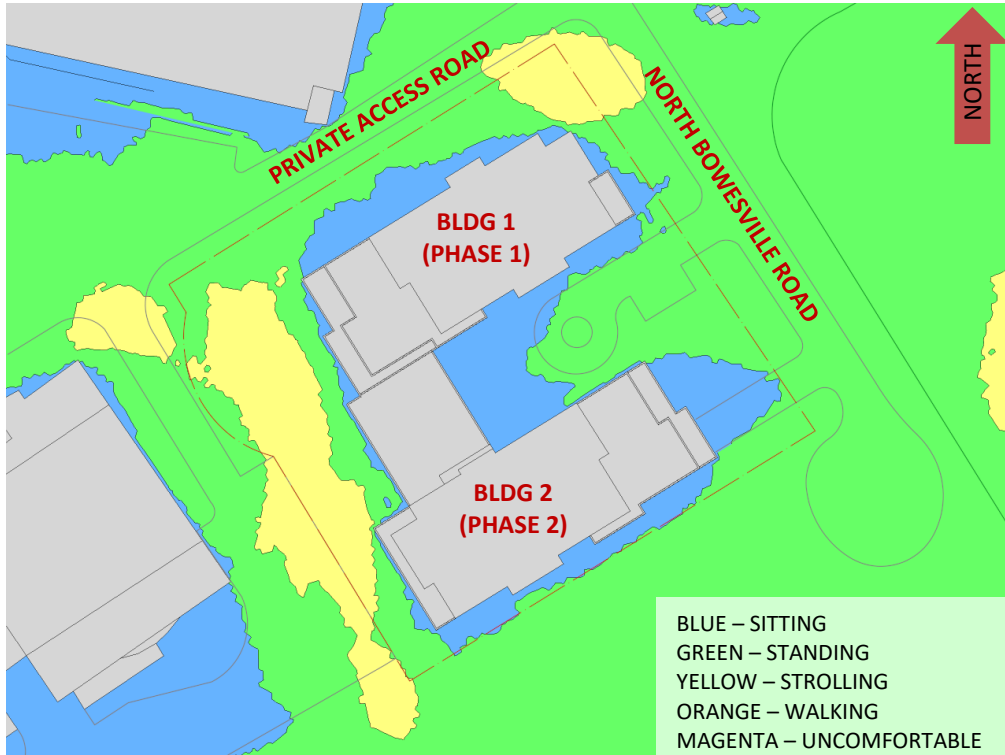 PRIVATE ACCESS ROAD
NORTH BOWESVILLE ROAD
NORTH
BLDG 1
(PHASE 1)
BLDG 2
(PHASE 2)
BLUE – SITTING
GREEN – STANDING
YELLOW – STROLLING
ORANGE – WALKING
MAGENTA – UNCOMFORTABLE